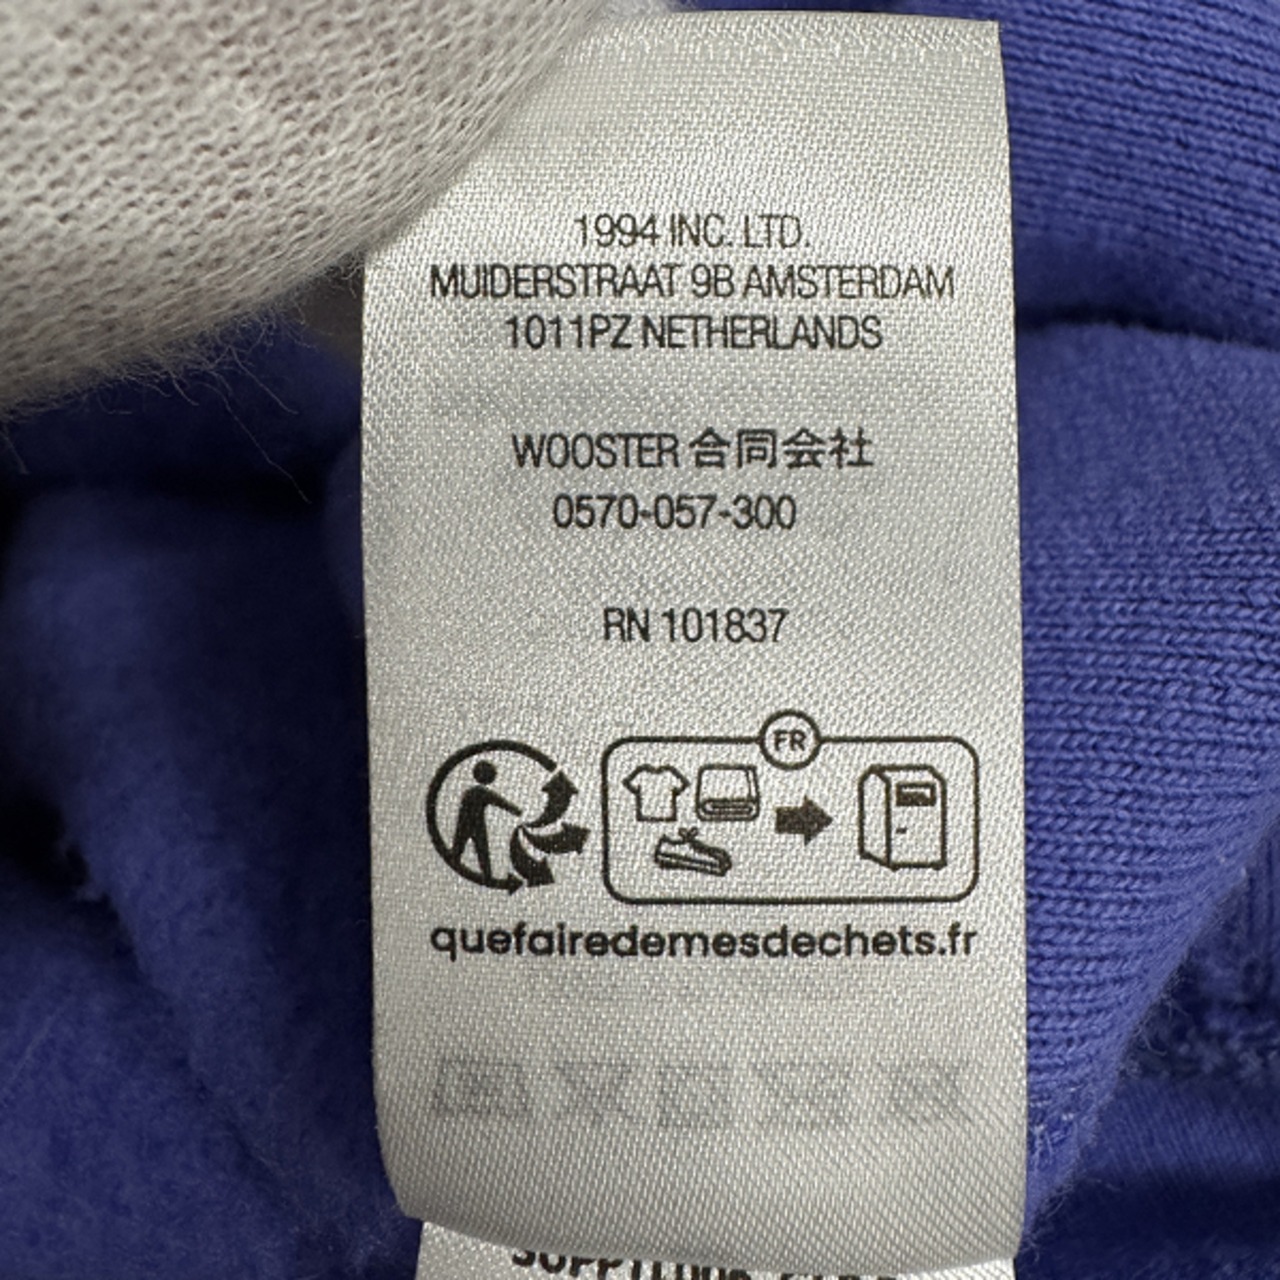 1994 INC. LTD.
MUIDERSTRAAT 9B AMSTERDAM
1011PZ NETHERLANDS
WOOSTER 合同会社
0570-057-300
RN 101837
FR
quefairedemesdechets.fr